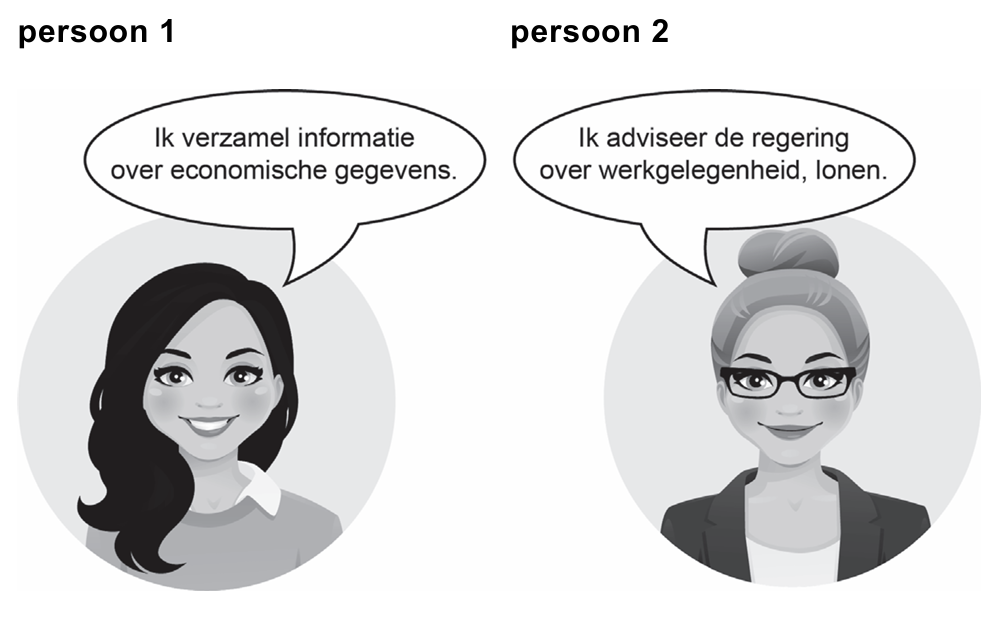 persoon 1
persoon 2
Ik verzamel informatie
over economische gegevens.
Ik adviseer de regering
over werkgelegenheid, lonen.